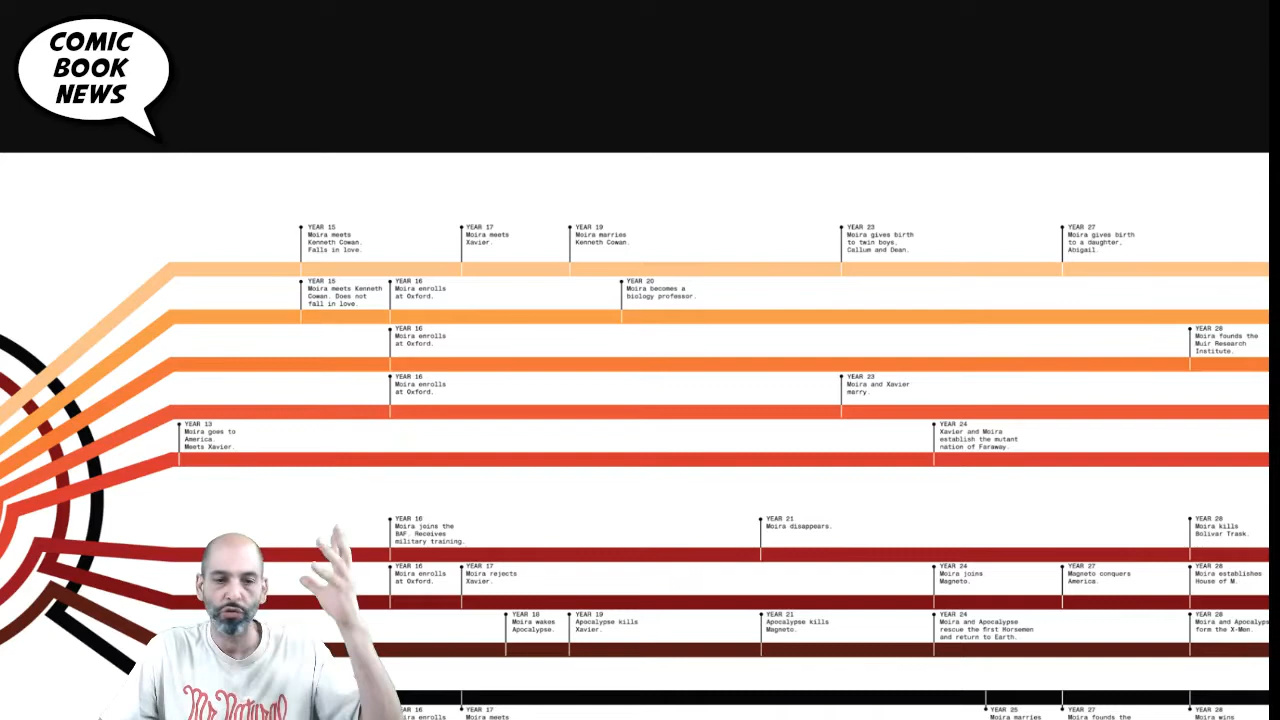 COMIC
BOOK
NEWS
YEAR 15
Moira meets
Kenneth Cowan.
Falls in love.
YEAR 17
Moira meets
Xavier.
YEAR 19
Moira marries
Kenneth Cowan.
YEAR 23
Moira gives birth
to twin boys,
Callum and Dean.
YEAR 27
Moira gives birth
to a daughter,
Abigail.
YEAR 15
Moira meets Kenneth
Cowan. Does not
fall in love.
YEAR 16
Moira enrolls
at Oxford.
YEAR 20
Moira becomes a
biology professor.
YEAR 16
Moira enrolls
at Oxford.
YEAR 28
Moira founds the
Muir Research
Institute.
YEAR 16
Moira enrolls
at Oxford.
YEAR 23
Moira and Xavier
marry.
YEAR 13
Moira goes to
America.
Meets Xavier.
YEAR 24
Xavier and Moira
establish the mutant
nation of Faraway.
YEAR 16
Moira joins the
BAF. Receives
military training.
YEAR 21
Moira disappears.
YEAR 28
Moira kills
Bolivar Trask.
YEAR 16
Moira enrolls
at Oxford.
YEAR 17
Moira rejects
Xavier.
YEAR 24
Moira joins
Magneto.
YEAR 27
Magneto conquers
America.
YEAR 28
Moira establishes
House of M.
YEAR 18
Moira wakes
Apocalypse.
YEAR 19
Apocalypse kills
Xavier.
YEAR 21
Apocalypse kills
Magneto.
YEAR 24
Moira and Apocalypse
rescue the first Horsemen
and return to Earth.
YEAR 28
Moira and Apocalyps
form the X-Men.
16
enrolls
YEAR 17
Moira meets
YEAR 25
Moira marries
YEAR 27
Moira founds the
YEAR 28
Moira wins
Mr. Natural